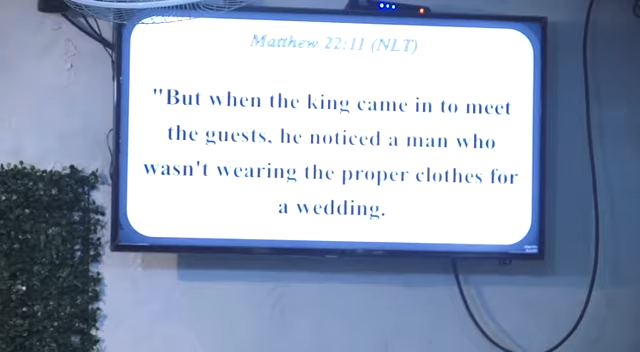 Matthew 22:11 (NLT)
"But when the king came in to meet
the guests, he noticed a man who
wasn't wearing the proper clothes for
a wedding.